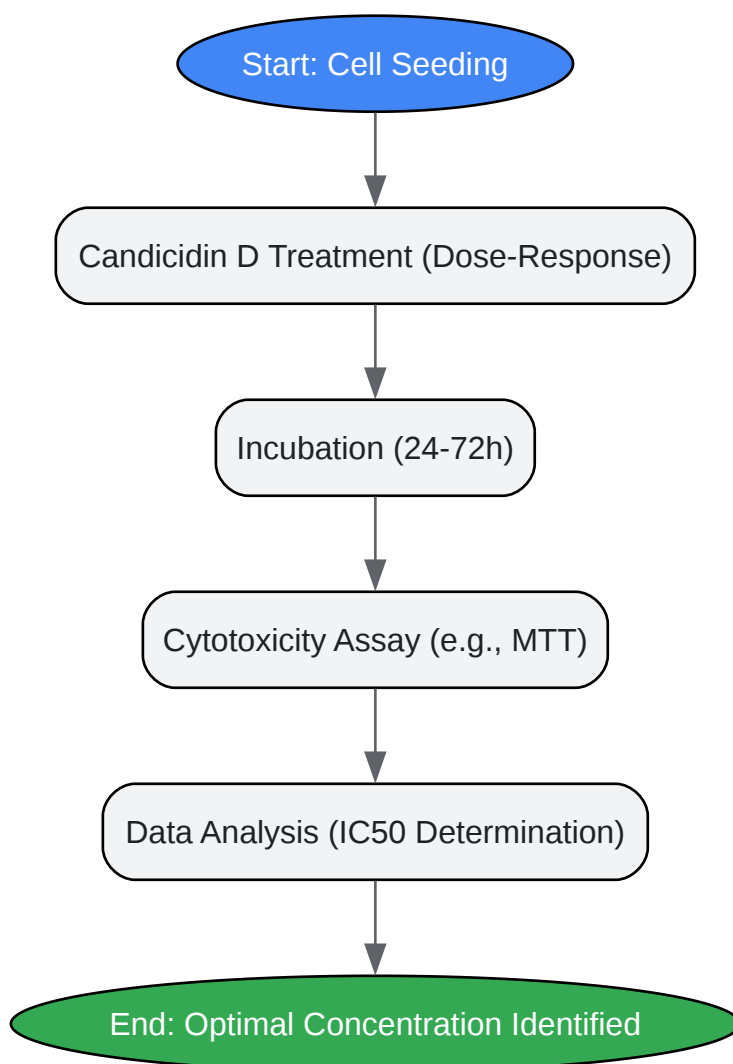 Start: Cell Seeding
Candicidin D Treatment (Dose-Response)
Incubation (24-72h)
Cytotoxicity Assay (e.g., MTT)
Data Analysis (IC50 Determination)
End: Optimal Concentration Identified